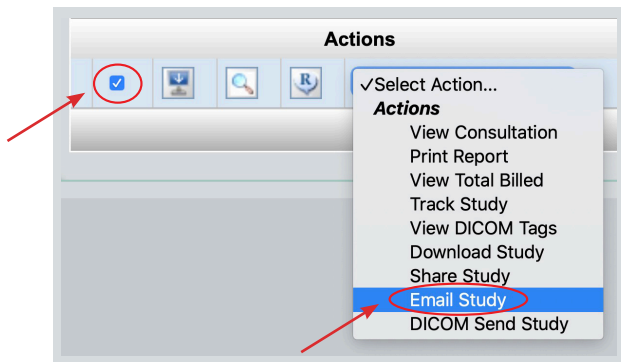 Actions
R
✓Select Action...
Actions
View Consultation
Print Report
View Total Billed
Track Study
View DICOM Tags
Download Study
Share Study
Email Study
DICOM Send Study